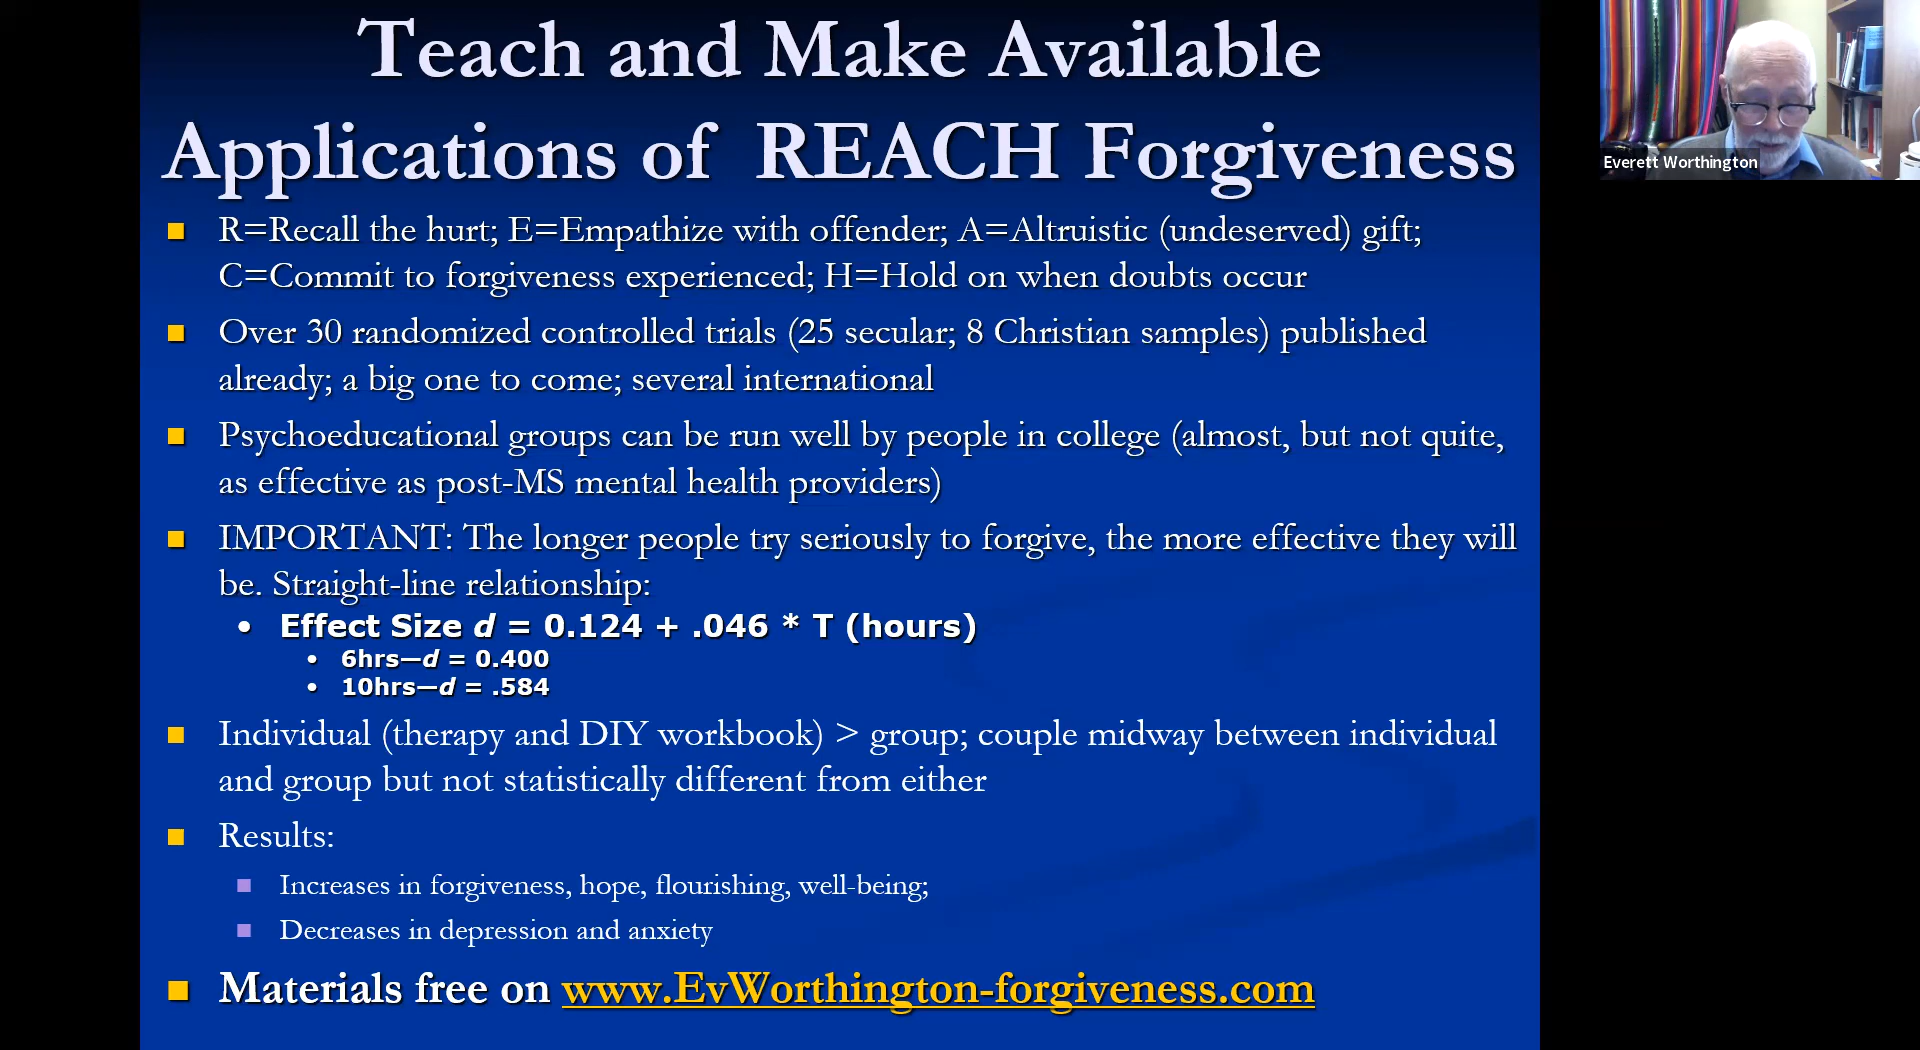 Teach and Make Available
Applications of REACH Forgiveness
Everett Worthington
R=Recall the hurt; E=Empathize with offender; A=Altruistic (undeserved) gift;
C=Commit to forgiveness experienced; H=Hold on when doubts occur
Over 30 randomized controlled trials (25 secular; 8 Christian samples) published
already; a big one to come; several international
Psychoeducational groups can be run well by people in college (almost, but not quite,
as effective as post-MS mental health providers)
IMPORTANT: The longer people try seriously to forgive, the more effective they will
be. Straight-line relationship:
Effect Size d = 0.124 + .046 * T (hours)
6hrs—d = 0.400
10hrs—d = .584
Individual (therapy and DIY workbook) > group; couple midway between individual
and group but not statistically different from either
Results:
Increases in forgiveness, hope, flourishing, well-being;
Decreases in depression and anxiety
Materials free on www.EvWorthington-forgiveness.com